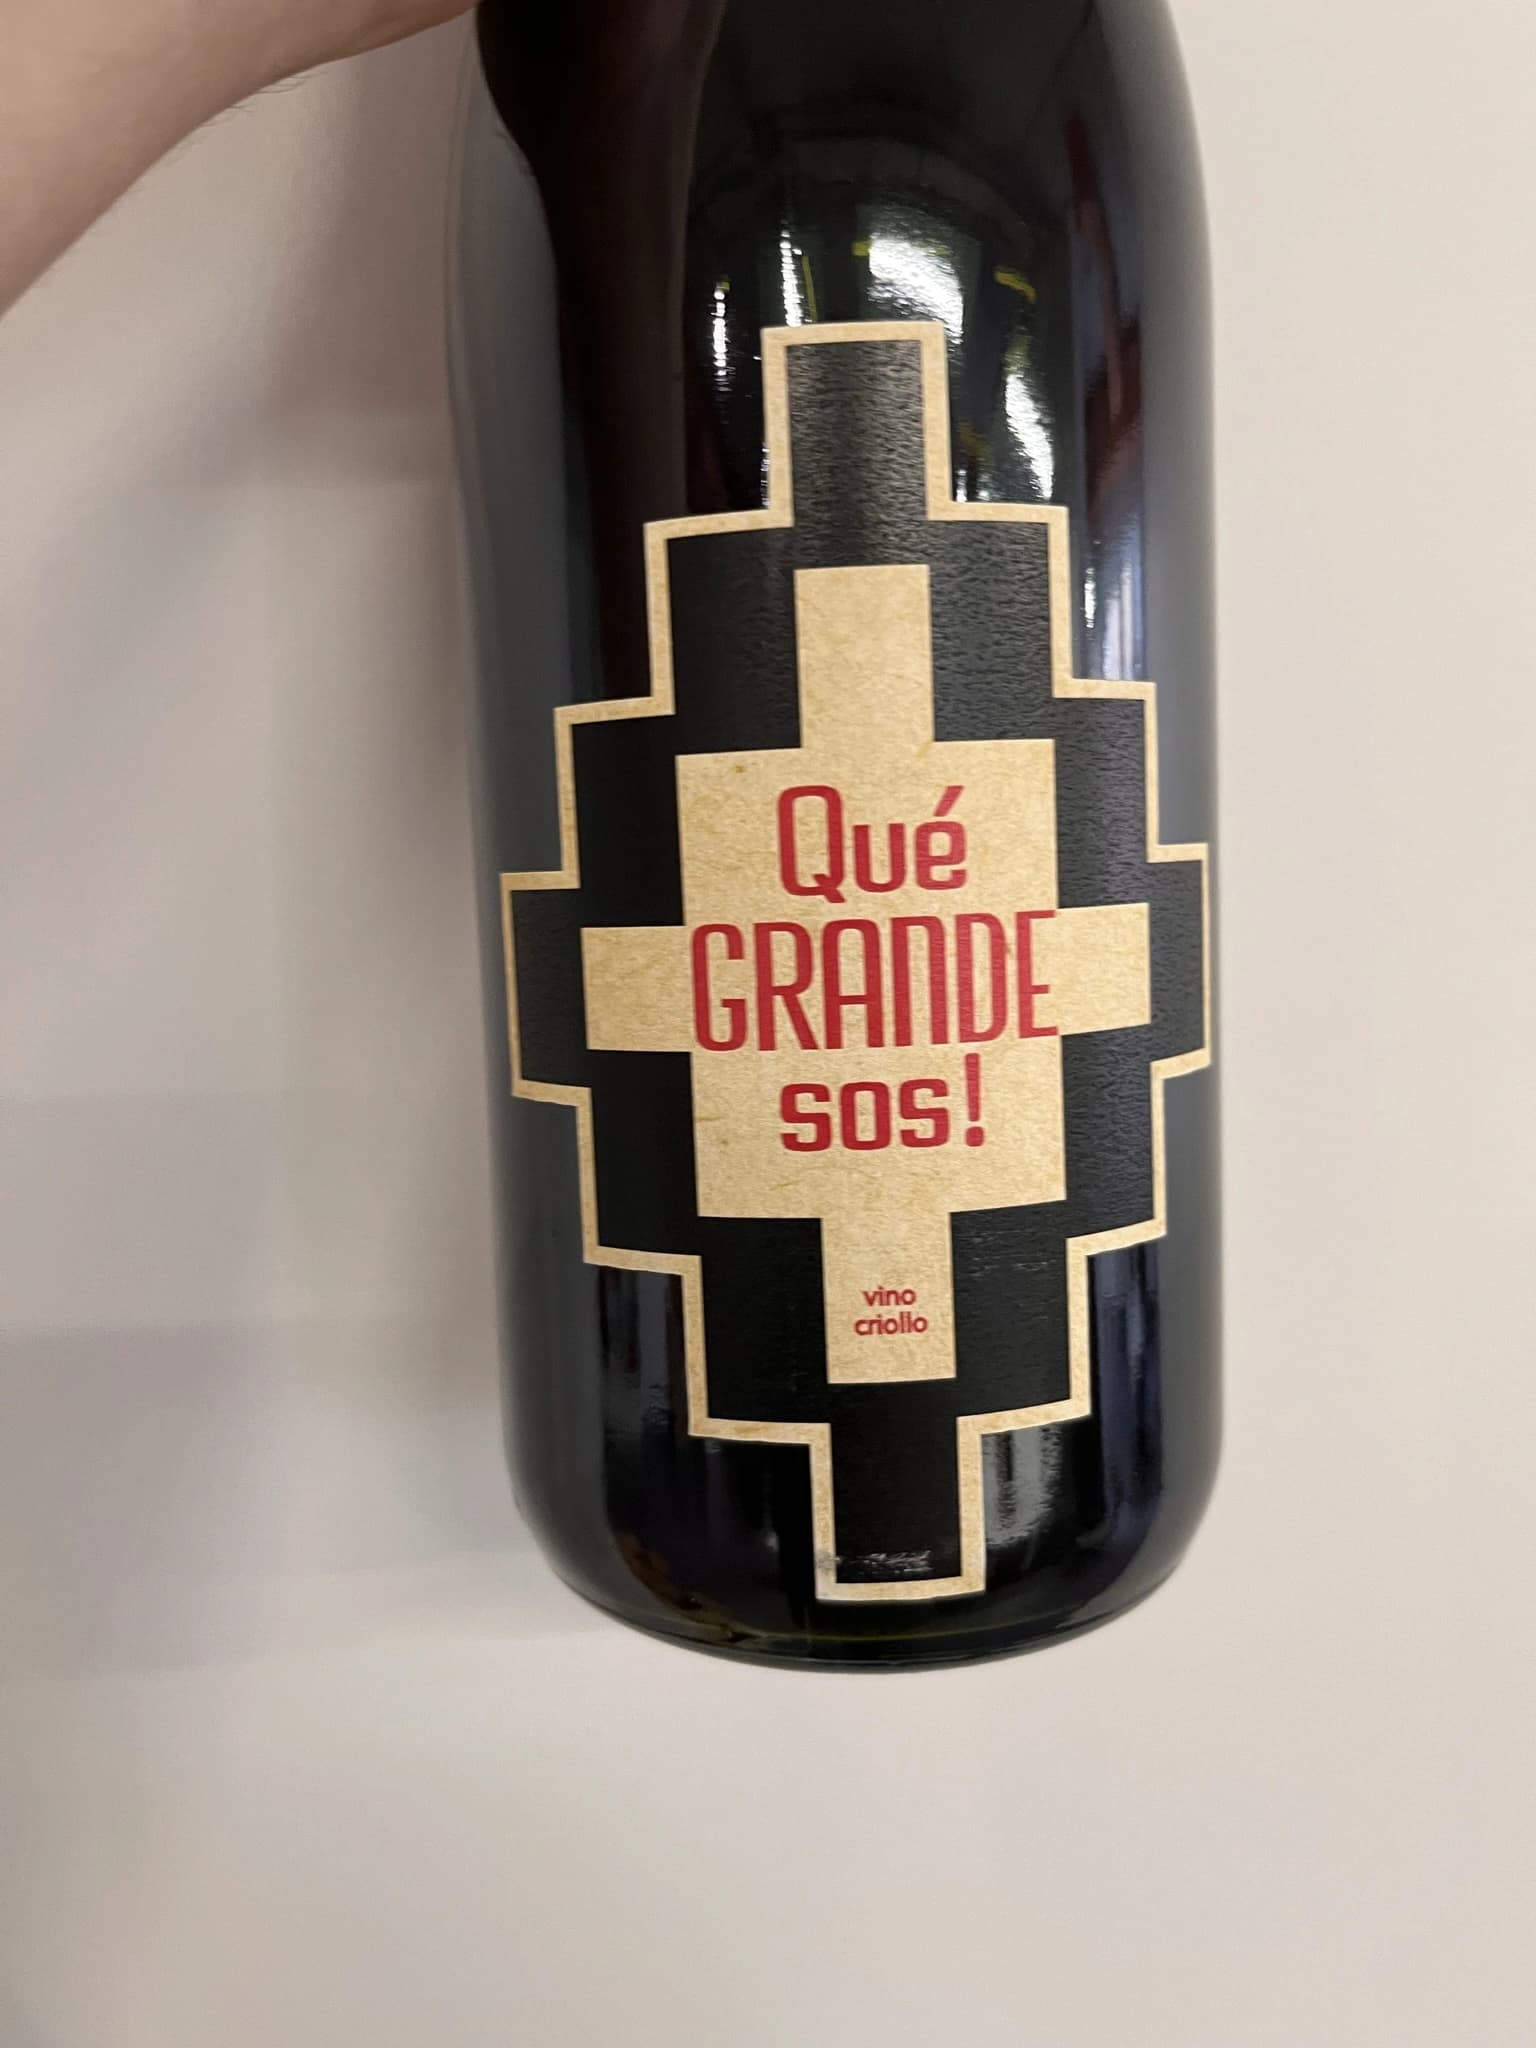 Qué
GRANDE
sos!
vino
criollo